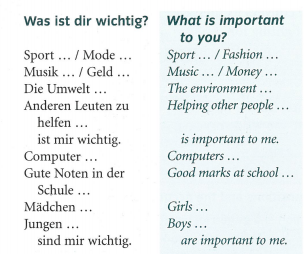 Was ist dir wichtig?
Sport … / Mode …
Musik … / Geld …
Die Umwelt …
Anderen Leuten zu
helfen …
ist mir wichtig.
Computer …
Gute Noten in der
Schule …
Mädchen …
Jungen …
sind mir wichtig.
What is important
to you?
Sport … / Fashion …
Music … / Money …
The environment …
Helping other people …
is important to me.
Computers …
Good marks at school …
Girls …
Boys …
are important to me.